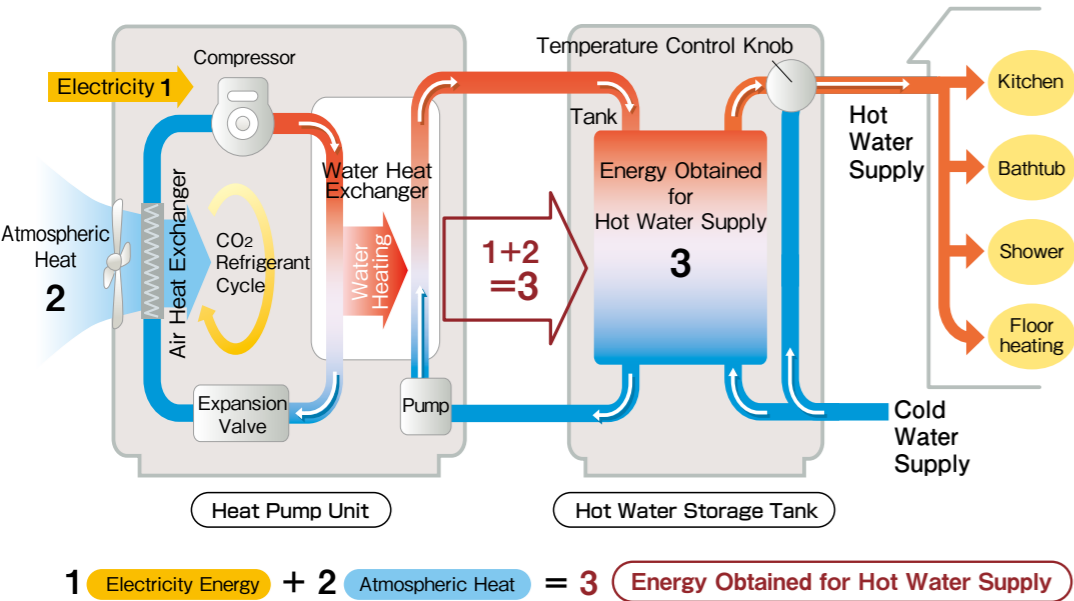 Compressor
Electricity 1
Atmospheric
Heat
2
Air Heat Exchanger
CO2
Refrigerant
Cycle
Expansion
Valve
Water Heat
Exchanger
Water
Heating
Pump
1+2
=3
Temperature Control Knob
Tank
Energy Obtained
for
Hot Water Supply
3
Hot
Water
Supply
Kitchen
Bathtub
Shower
Floor
heating
Cold
Water
Supply
Heat Pump Unit
Hot Water Storage Tank
1 Electricity Energy + 2 Atmospheric Heat = 3 Energy Obtained for Hot Water Supply